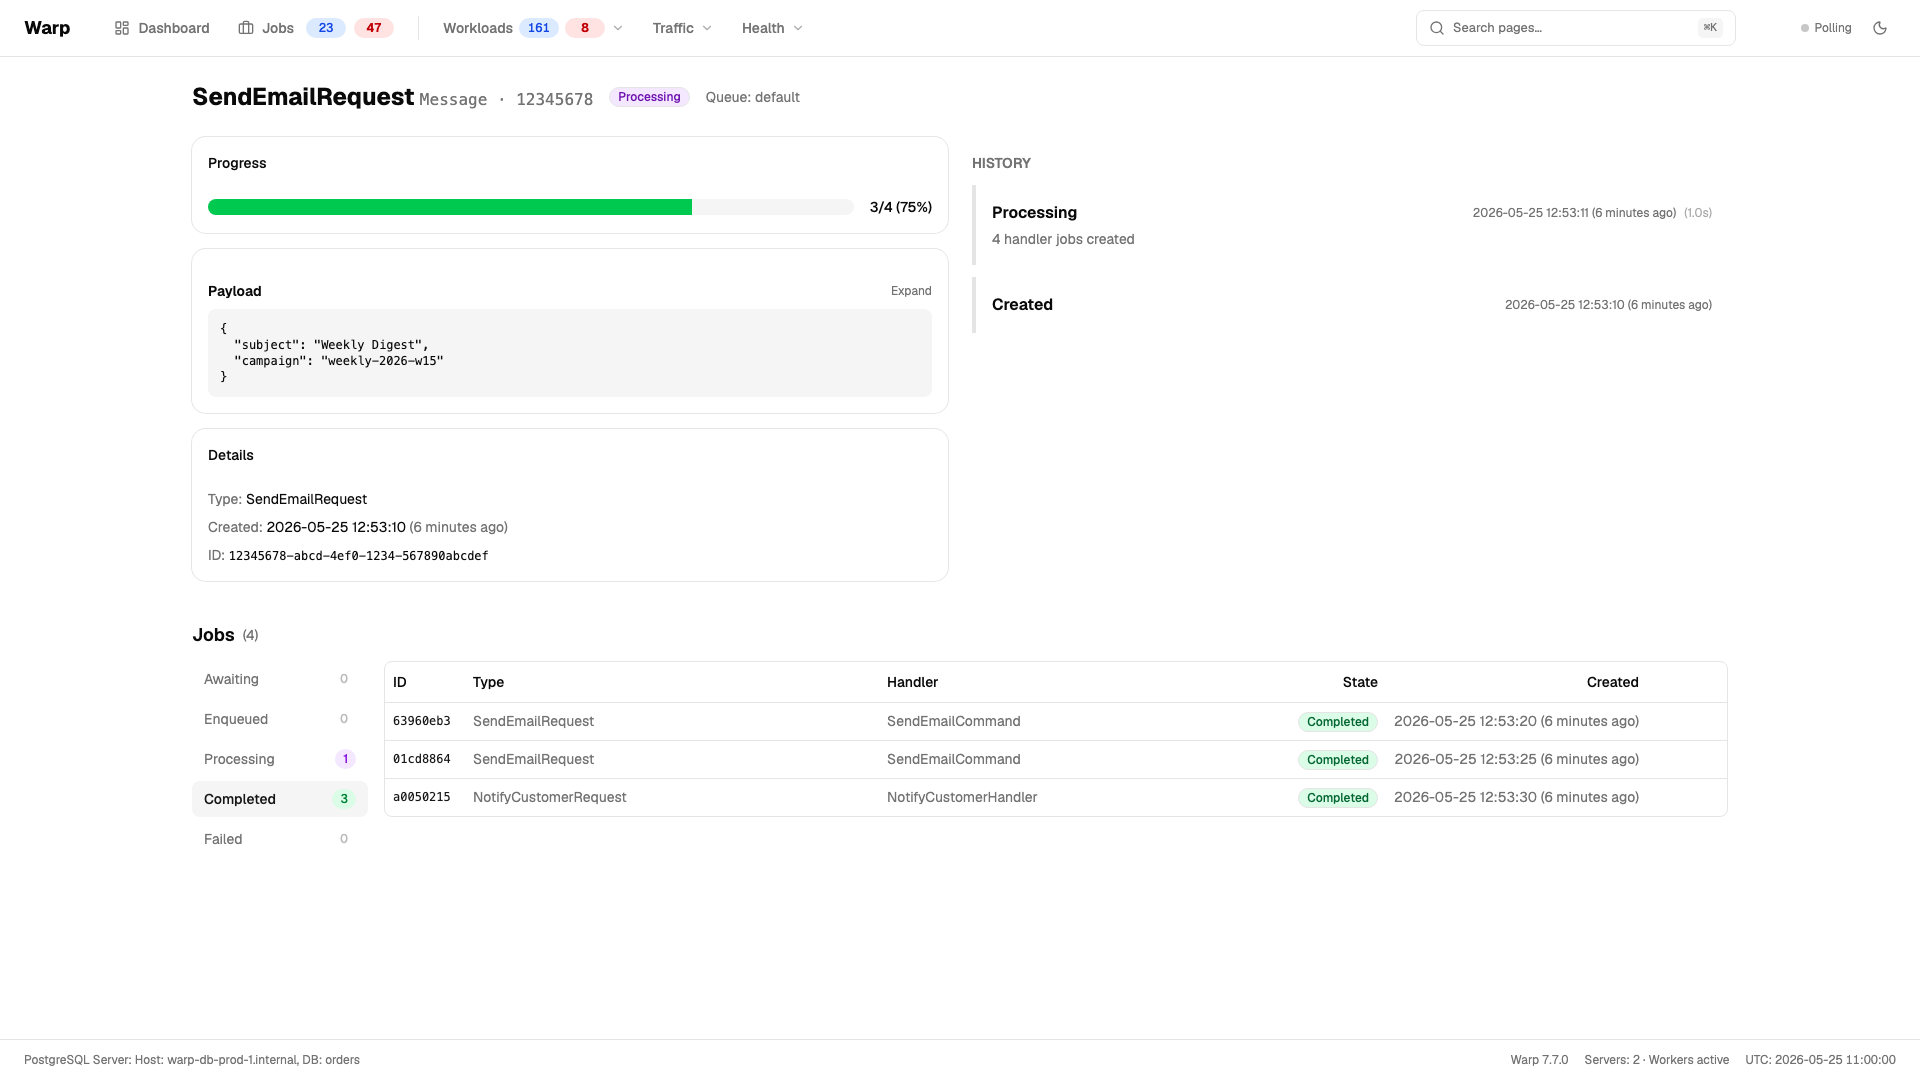 Warp Dashboard Jobs 23 47 Workloads 161 8 Traffic Health Search pages... ⌘K Polling
SendEmailRequest Message · 12345678 Processing Queue: default
Progress
3/4 (75%)
Payload Expand
{
"subject": "Weekly Digest",
"campaign": "weekly-2026-w15"
}
Details
Type: SendEmailRequest
Created: 2026-05-25 12:53:10 (6 minutes ago)
ID: 12345678-abcd-4ef0-1234-567890abcdef
HISTORY
Processing 2026-05-25 12:53:11 (6 minutes ago) (1.0s)
4 handler jobs created
Created 2026-05-25 12:53:10 (6 minutes ago)
Jobs (4)
Awaiting 0
Enqueued 0
Processing 1
Completed 3
Failed 0
ID Type Handler State Created
63960eb3 SendEmailRequest SendEmailCommand Completed 2026-05-25 12:53:20 (6 minutes ago)
01cd8864 SendEmailRequest SendEmailCommand Completed 2026-05-25 12:53:25 (6 minutes ago)
a0050215 NotifyCustomerRequest NotifyCustomerHandler Completed 2026-05-25 12:53:30 (6 minutes ago)
PostgreSQL Server: Host: warp-db-prod-1.internal, DB: orders Warp 7.7.0 Servers: 2 · Workers active UTC: 2026-05-25 11:00:00